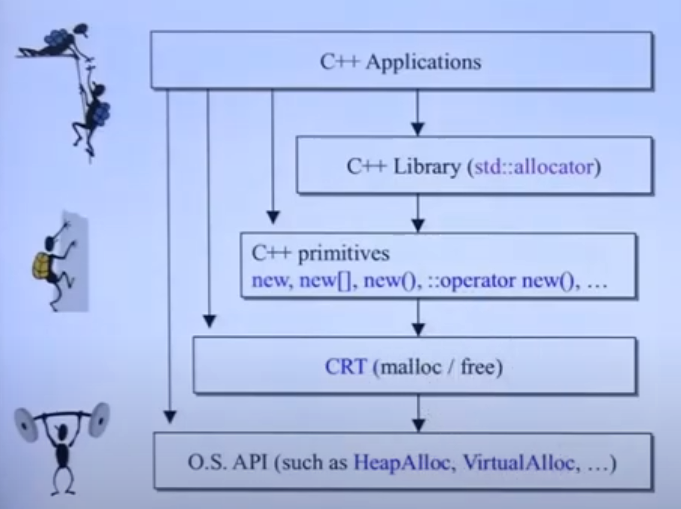 C++ Applications
C++ Library (std::allocator)
C++ primitives
new, new[], new(), ::operator new(), ...
CRT (malloc / free)
O.S. API (such as HeapAlloc, VirtualAlloc, ...)